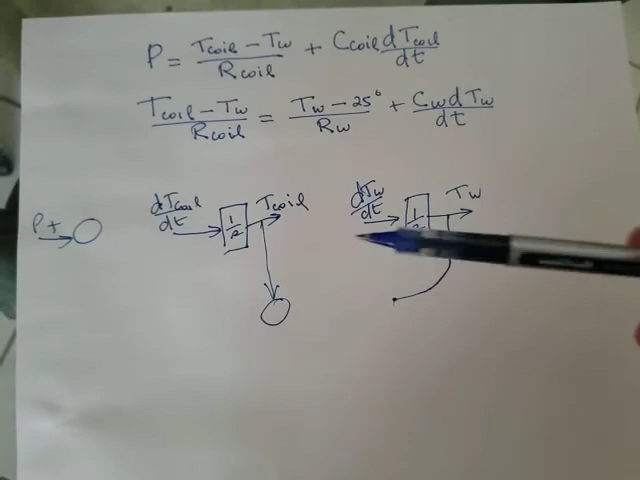 P = (Tcoil - Tw)/Rcoil + Ccoil dTcoil/dt
(Tcoil - Tw)/Rcoil = (Tw - 25°)/Rw + Cw dTw/dt
P +
dTcoil/dt
1/s
Tcoil
dTw/dt
Tw